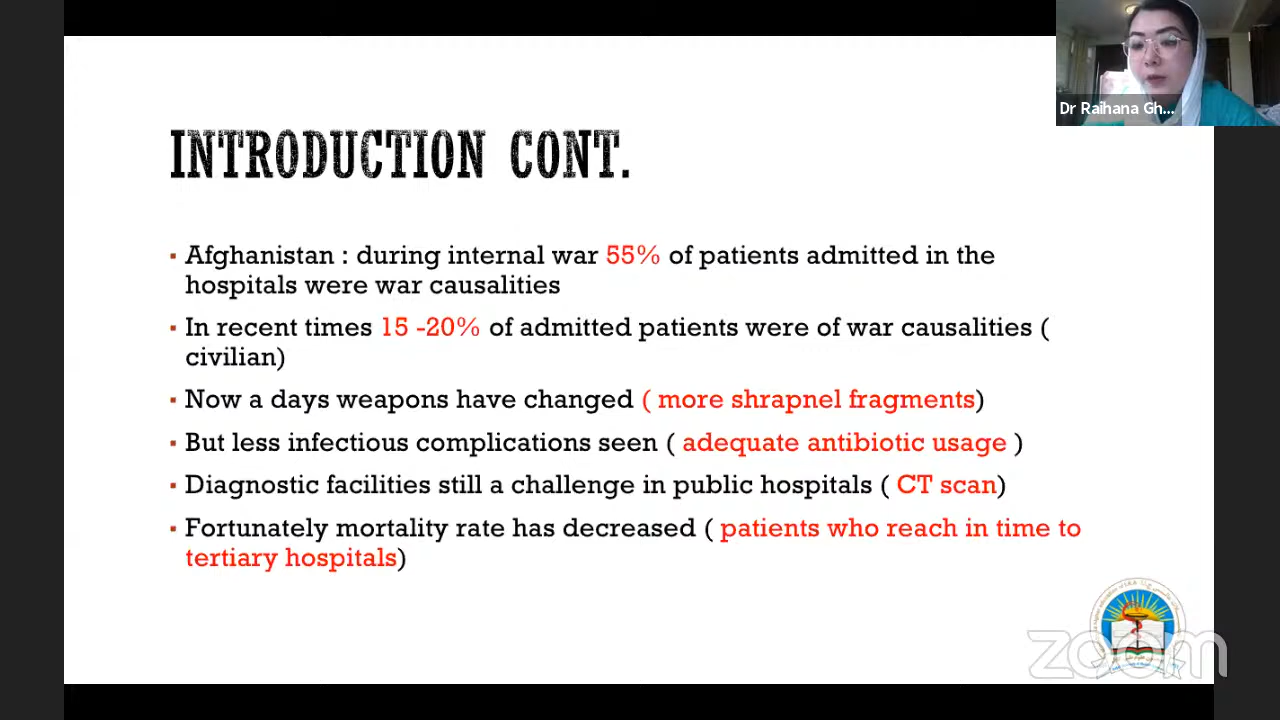 Dr Raihana Gh...
INTRODUCTION CONT.
▪ Afghanistan : during internal war 55% of patients admitted in the
hospitals were war causalities
▪ In recent times 15 -20% of admitted patients were of war causalities (
civilian)
▪ Now a days weapons have changed ( more shrapnel fragments)
▪ But less infectious complications seen ( adequate antibiotic usage )
▪ Diagnostic facilities still a challenge in public hospitals ( CT scan)
▪ Fortunately mortality rate has decreased ( patients who reach in time to
tertiary hospitals)
zoom